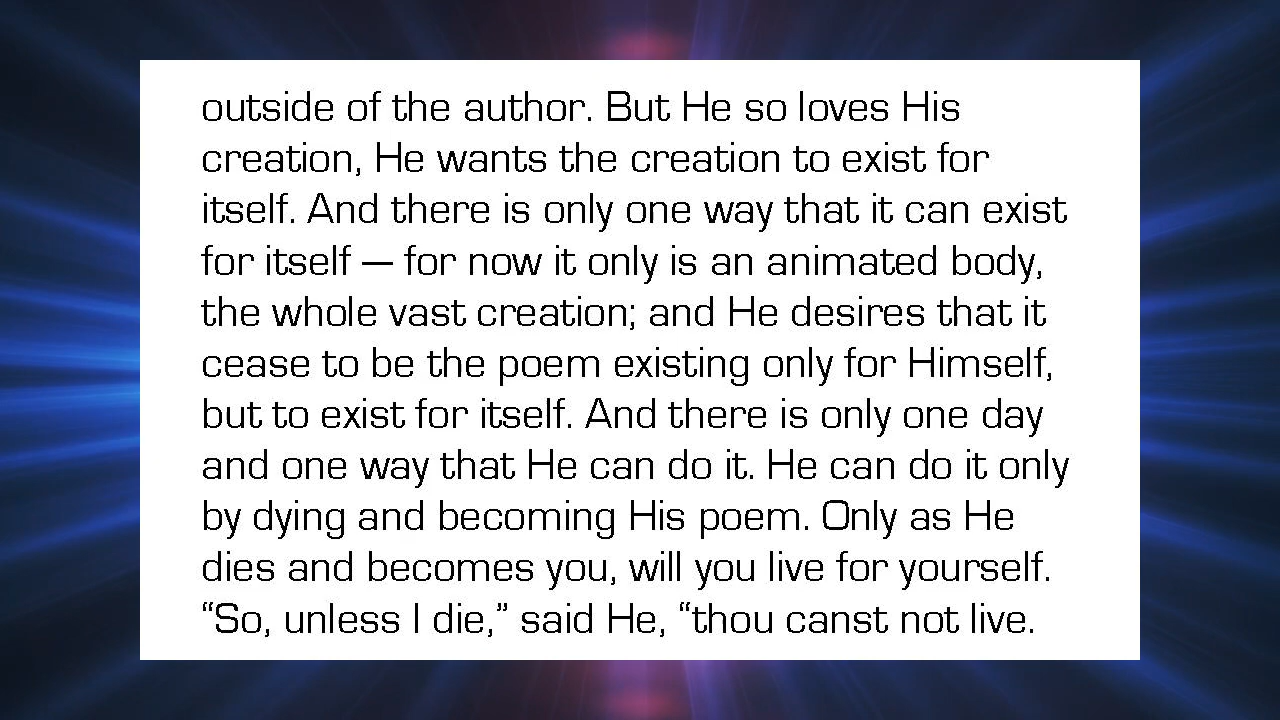 outside of the author. But He so loves His
creation, He wants the creation to exist for
itself. And there is only one way that it can exist
for itself — for now it only is an animated body,
the whole vast creation; and He desires that it
cease to be the poem existing only for Himself,
but to exist for itself. And there is only one day
and one way that He can do it. He can do it only
by dying and becoming His poem. Only as He
dies and becomes you, will you live for yourself.
“So, unless I die,” said He, “thou canst not live.